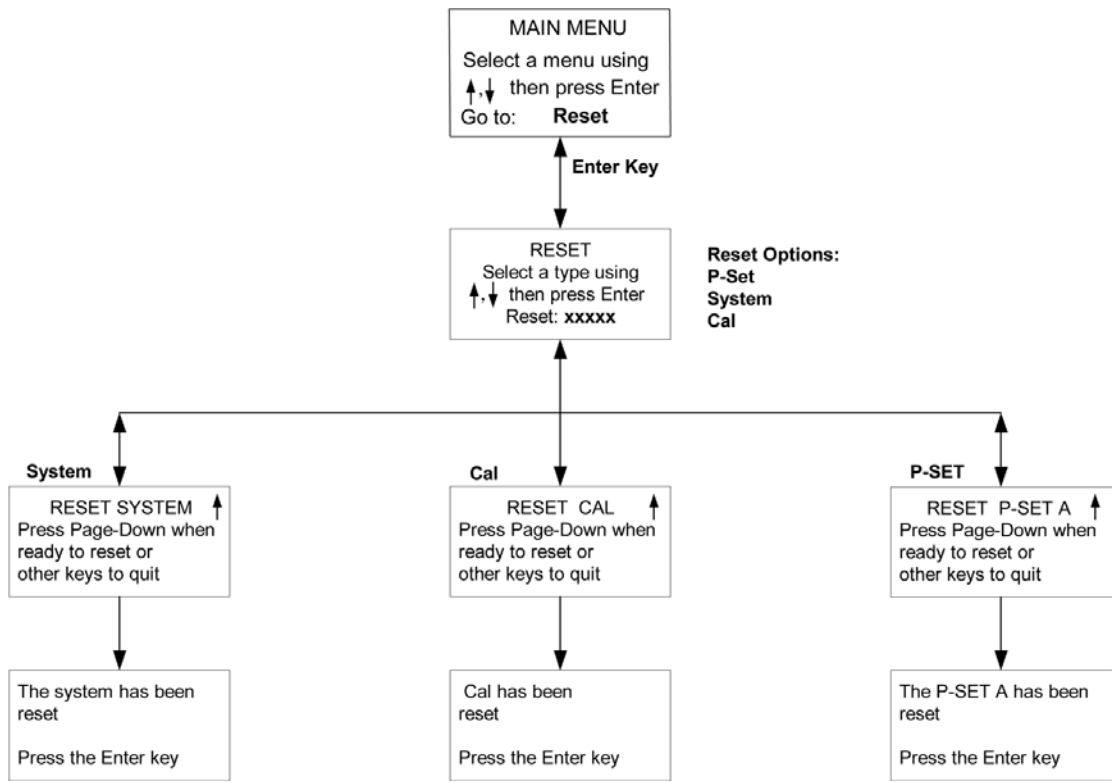 MAIN MENU
Select a menu using
↑,↓ then press Enter
Go to: Reset
Enter Key
RESET
Select a type using
↑,↓ then press Enter
Reset: xxxxx
Reset Options:
P-Set
System
Cal
System
RESET SYSTEM ↑
Press Page-Down when
ready to reset or
other keys to quit
Cal
RESET CAL ↑
Press Page-Down when
ready to reset or
other keys to quit
P-SET
RESET P-SET A ↑
Press Page-Down when
ready to reset or
other keys to quit
The system has been
reset
Press the Enter key
Cal has been
reset
Press the Enter key
The P-SET A has been
reset
Press the Enter key